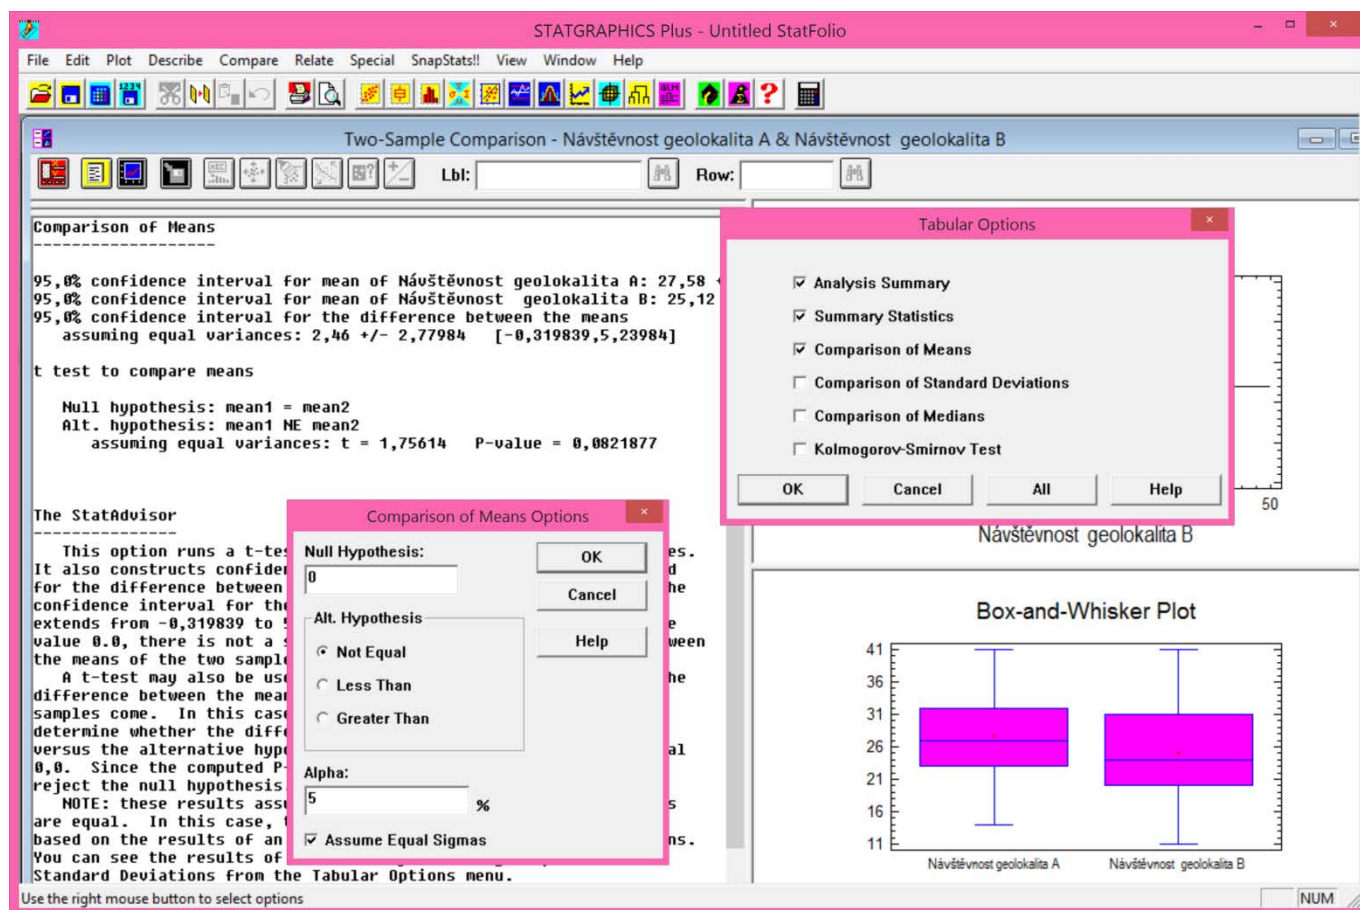 STATGRAPHICS Plus - Untitled StatFolio
File Edit Plot Describe Compare Relate Special SnapStats!! View Window Help
Two-Sample Comparison - Návštěvnost geolokalita A & Návštěvnost geolokalita B
Lbl: Row:
Comparison of Means
-------------------
95,0% confidence interval for mean of Návštěvnost geolokalita A: 27,58
95,0% confidence interval for mean of Návštěvnost geolokalita B: 25,12
95,0% confidence interval for the difference between the means
assuming equal variances: 2,46 +/- 2,77984 [-0,319839,5,23984]
t test to compare means
Null hypothesis: mean1 = mean2
Alt. hypothesis: mean1 NE mean2
assuming equal variances: t = 1,75614 P-value = 0,0821877
The StatAdvisor
---------------
This option runs a t-tes es.
It also constructs confiden d
for the difference between he
confidence interval for the
extends from -0,319839 to e
value 0.0, there is not a ween
the means of the two sampl
A t-test may also be use he
difference between the mea
samples come. In this case
determine whether the diffe
versus the alternative hypo al
0,0. Since the computed P-
reject the null hypothesis
NOTE: these results assu s
are equal. In this case,
based on the results of an ns.
You can see the results of
Standard Deviations from the Tabular Options menu.
Tabular Options
Analysis Summary
Summary Statistics
Comparison of Means
Comparison of Standard Deviations
Comparison of Medians
Kolmogorov-Smirnov Test
OK Cancel All Help
50
Návštěvnost geolokalita B
Comparison of Means Options
Null Hypothesis:
0
OK
Cancel
Help
Alt. Hypothesis
Not Equal
Less Than
Greater Than
Alpha:
5 %
Assume Equal Sigmas
Box-and-Whisker Plot
41
36
31
26
21
16
11
Návštěvnost geolokalita A Návštěvnost geolokalita B
Use the right mouse button to select options
NUM